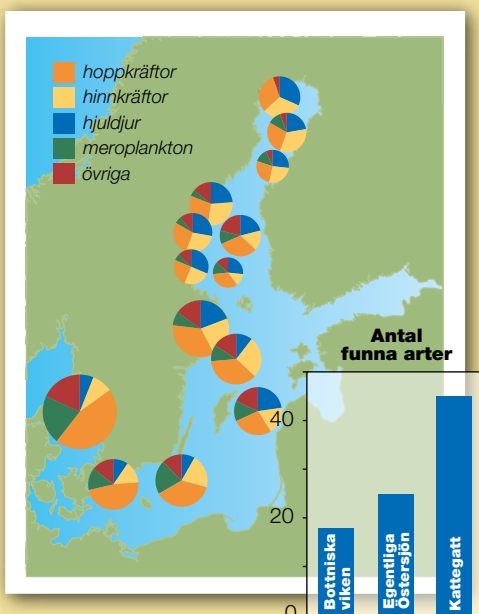 hoppkräftor
hinnkräftor
hjuldjur
meroplankton
övriga
Antal
funna arter
40
20
0
Bottniska
viken
Egentliga
Östersjön
Kattegatt